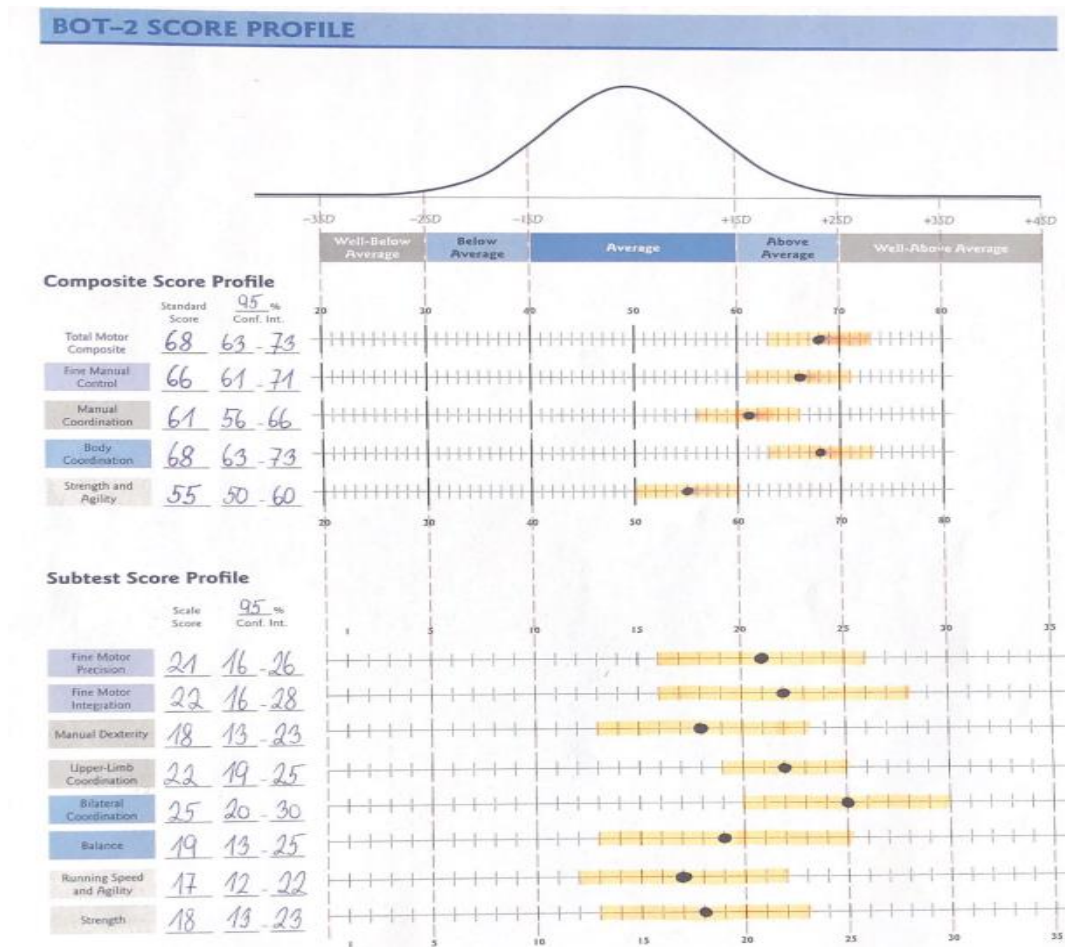 BOT–2 SCORE PROFILE
-3SD -2SD -1SD +1SD +2SD +3SD +4SD
Well-Below Average Below Average Average Above Average Well-Above Average
Composite Score Profile
Standard Score 95 % Conf. Int.
20 30 40 50 60 70 80
Total Motor Composite 68 63 - 73
Fine Manual Control 66 61 - 71
Manual Coordination 61 56 - 66
Body Coordination 68 63 - 73
Strength and Agility 55 50 - 60
20 30 40 50 60 70 80
Subtest Score Profile
Scale Score 95 % Conf. Int.
1 5 10 15 20 25 30 35
Fine Motor Precision 21 16 - 26
Fine Motor Integration 22 16 - 28
Manual Dexterity 18 13 - 23
Upper-Limb Coordination 22 19 - 25
Bilateral Coordination 25 20 - 30
Balance 19 13 - 25
Running Speed and Agility 17 12 - 22
Strength 18 13 - 23
1 5 10 15 20 25 30 35